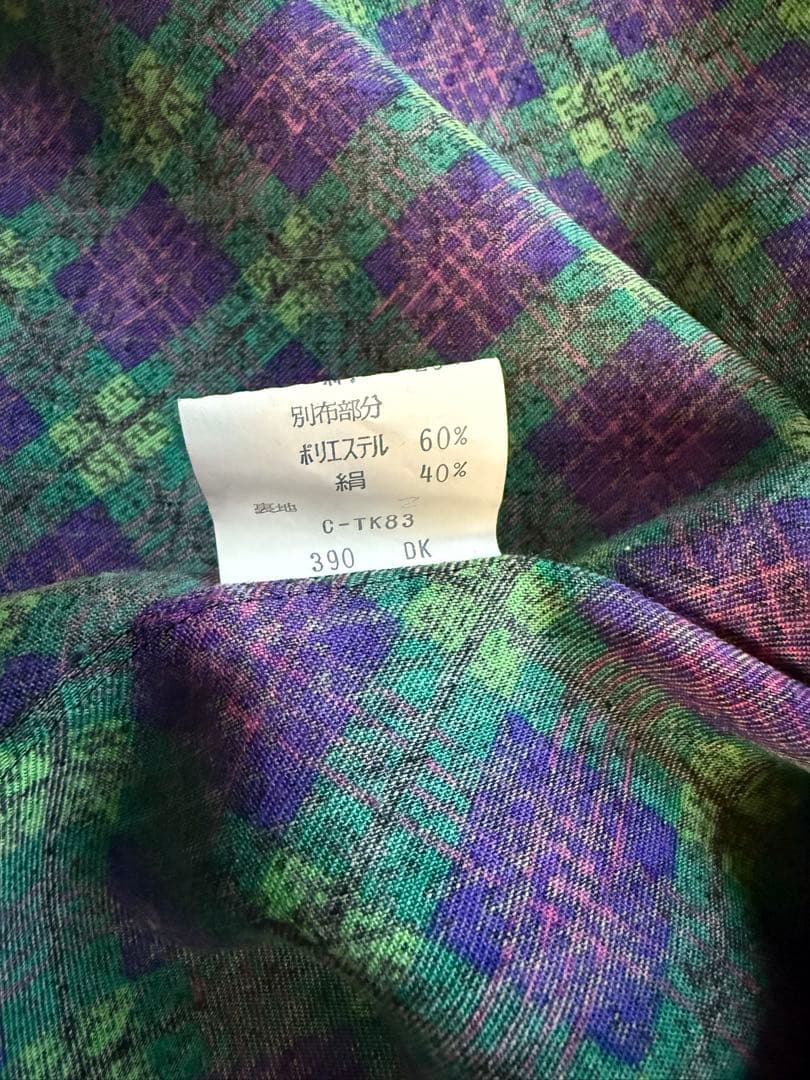 別布部分
ポリエステル 60%
絹 40%
裏地
C-TK83
390 DK